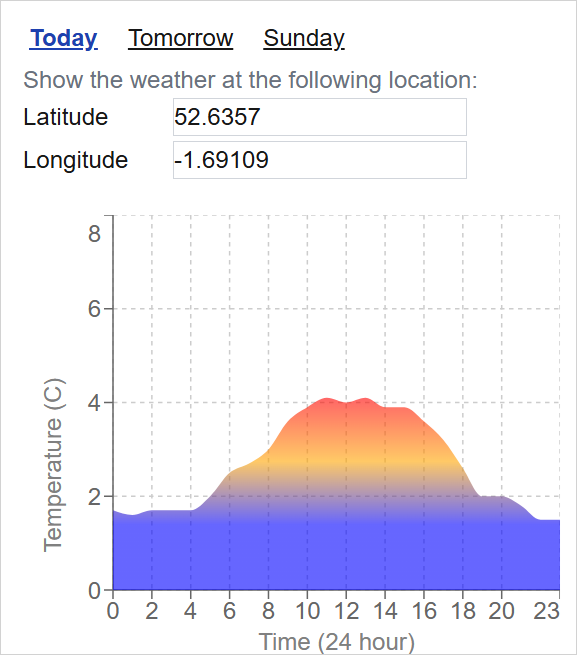 Today Tomorrow Sunday
Show the weather at the following location:
Latitude 52.6357
Longitude -1.69109
8
6
4
2
0
Temperature (C)
0 2 4 6 8 10 12 14 16 18 20 23
Time (24 hour)